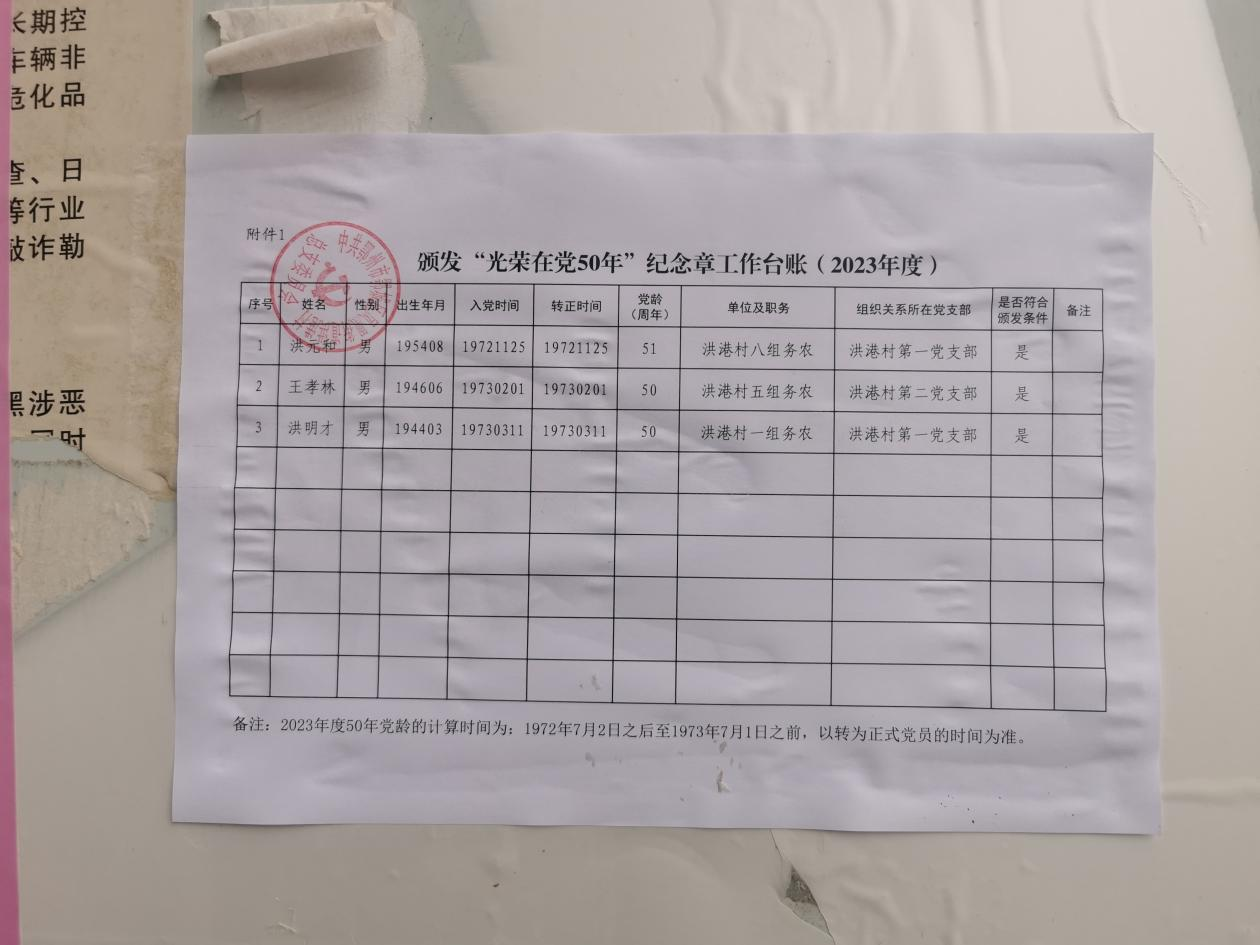 长期控
车辆非
危化品
查、日
等行业
敲诈勒
黑涉恶
附件1
颁发“光荣在党50年”纪念章工作台账（2023年度）
序号 姓名 性别 出生年月 入党时间 转正时间 党龄（周年） 单位及职务 组织关系所在党支部 是否符合颁发条件 备注
1 洪元和 男 195408 19721125 19721125 51 洪港村八组务农 洪港村第一党支部 是
2 王孝林 男 194606 19730201 19730201 50 洪港村五组务农 洪港村第二党支部 是
3 洪明才 男 194403 19730311 19730311 50 洪港村一组务农 洪港村第一党支部 是
备注：2023年度50年党龄的计算时间为：1972年7月2日之后至1973年7月1日之前，以转为正式党员的时间为准。